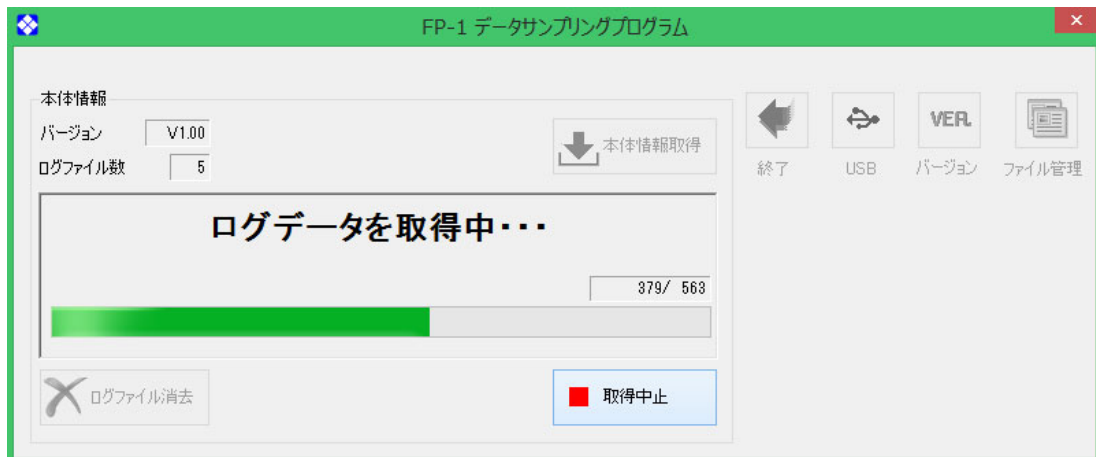 FP-1 データサンプリングプログラム
本体情報
バージョン V1.00
ログファイル数 5
本体情報取得
VER.
終了
USB
バージョン
ファイル管理
ログデータを取得中・・・
379/ 563
ログファイル消去
取得中止